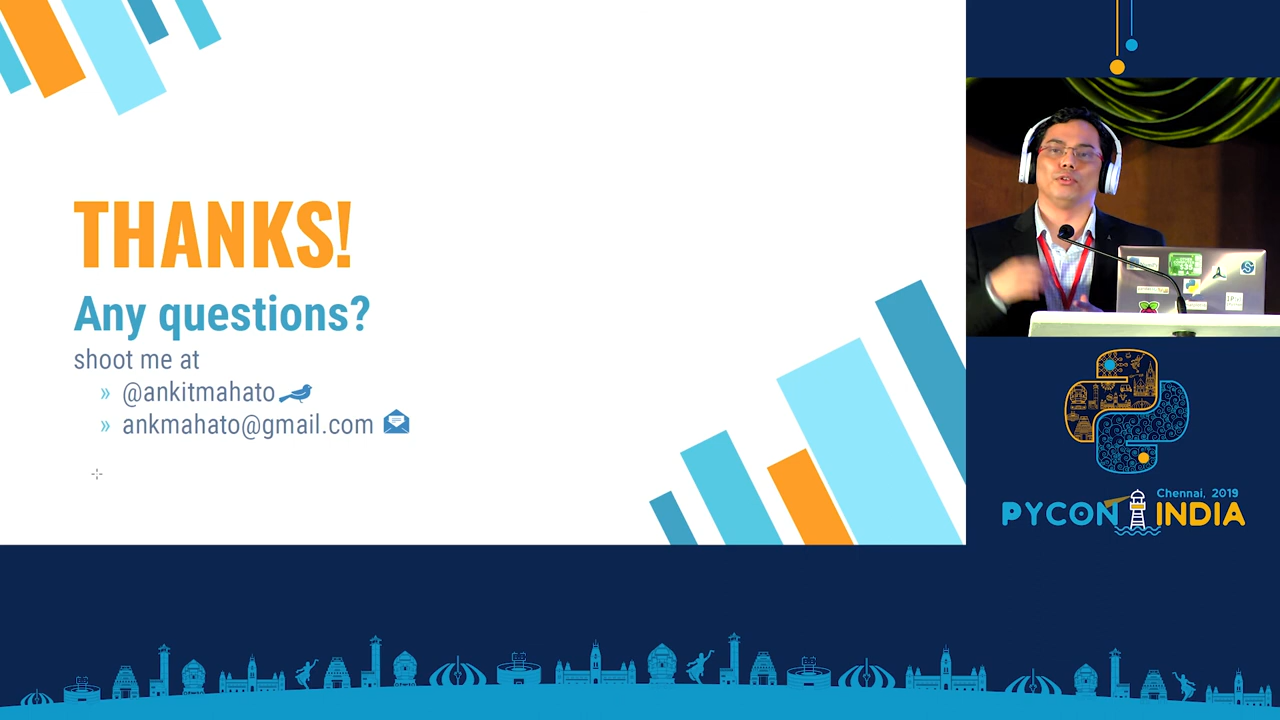 THANKS!
Any questions?
shoot me at
» @ankitmahato
» ankmahato@gmail.com
Chennai, 2019
PYCON INDIA